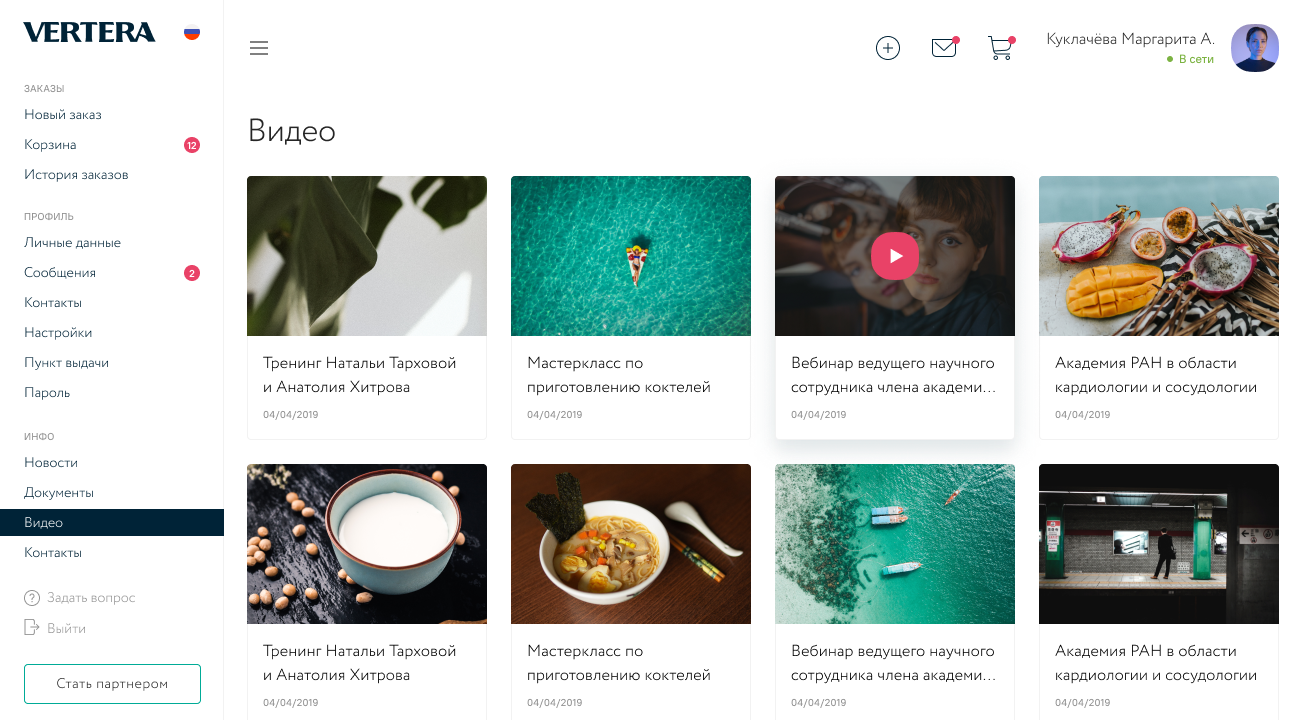 VERTERA
ЗАКАЗЫ
Новый заказ
Корзина
12
История заказов
ПРОФИЛЬ
Личные данные
Сообщения
2
Контакты
Настройки
Пункт выдачи
Пароль
ИНФО
Новости
Документы
Видео
Контакты
Задать вопрос
Выйти
Стать партнером
Куклачёва Маргарита А.
В сети
Видео
Тренинг Натальи Тарховой
и Анатолия Хитрова
04/04/2019
Мастеркласс по
приготовлению коктелей
04/04/2019
Вебинар ведущего научного
сотрудника члена академи...
04/04/2019
Академия РАН в области
кардиологии и сосудологии
04/04/2019
Тренинг Натальи Тарховой
и Анатолия Хитрова
04/04/2019
Мастеркласс по
приготовлению коктелей
04/04/2019
Вебинар ведущего научного
сотрудника члена академи...
04/04/2019
Академия РАН в области
кардиологии и сосудологии
04/04/2019